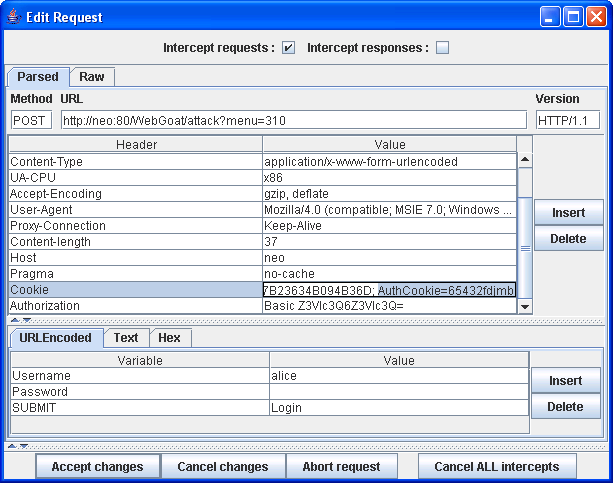 Edit Request
Intercept requests : Intercept responses :
Parsed Raw
Method URL Version
POST http://neo:80/WebGoat/attack?menu=310 HTTP/1.1
Header Value
Content-Type application/x-www-form-urlencoded
UA-CPU x86
Accept-Encoding gzip, deflate
User-Agent Mozilla/4.0 (compatible; MSIE 7.0; Windows ...
Proxy-Connection Keep-Alive
Content-length 37
Host neo
Pragma no-cache
Cookie 7B23634B094B36D; AuthCookie=65432fdjmb
Authorization Basic Z3Vlc3Q6Z3Vlc3Q=
Insert
Delete
URLEncoded Text Hex
Variable Value
Username alice
Password
SUBMIT Login
Insert
Delete
Accept changes Cancel changes Abort request Cancel ALL intercepts